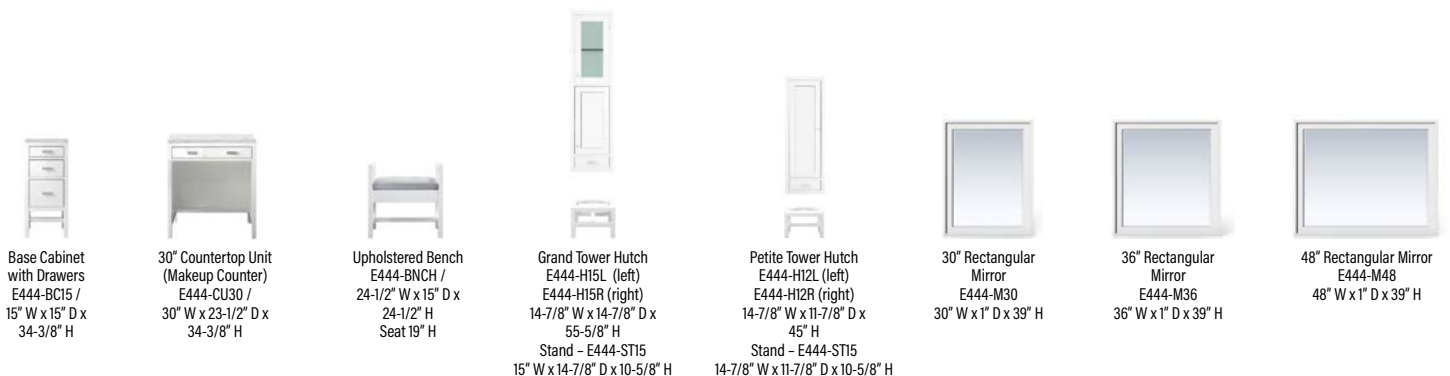 Base Cabinet
with Drawers
E444-BC15 /
15" W x 15" D x
34-3/8" H
30" Countertop Unit
(Makeup Counter)
E444-CU30 /
30" W x 23-1/2" D x
34-3/8" H
Upholstered Bench
E444-BNCH /
24-1/2" W x 15" D x
24-1/2" H
Seat 19" H
Grand Tower Hutch
E444-H15L (left)
E444-H15R (right)
14-7/8" W x 14-7/8" D x
55-5/8" H
Stand – E444-ST15
15" W x 14-7/8" D x 10-5/8" H
Petite Tower Hutch
E444-H12L (left)
E444-H12R (right)
14-7/8" W x 11-7/8" D x
45" H
Stand – E444-ST15
14-7/8" W x 11-7/8" D x 10-5/8" H
30" Rectangular
Mirror
E444-M30
30" W x 1" D x 39" H
36" Rectangular
Mirror
E444-M36
36" W x 1" D x 39" H
48" Rectangular Mirror
E444-M48
48" W x 1" D x 39" H